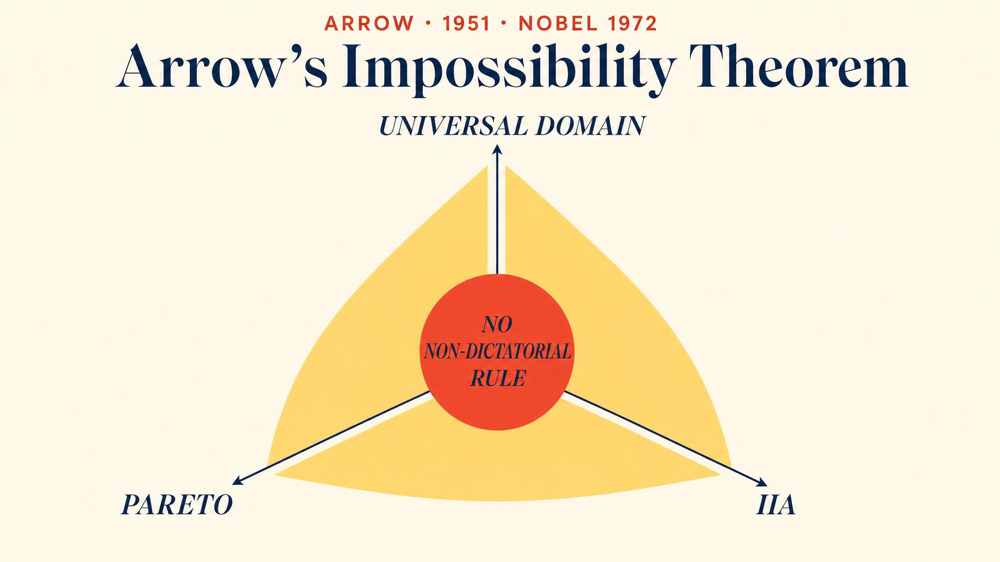 ARROW · 1951 · NOBEL 1972
Arrow’s Impossibility Theorem
UNIVERSAL DOMAIN
NO
NON-DICTATORIAL
RULE
PARETO
IIA